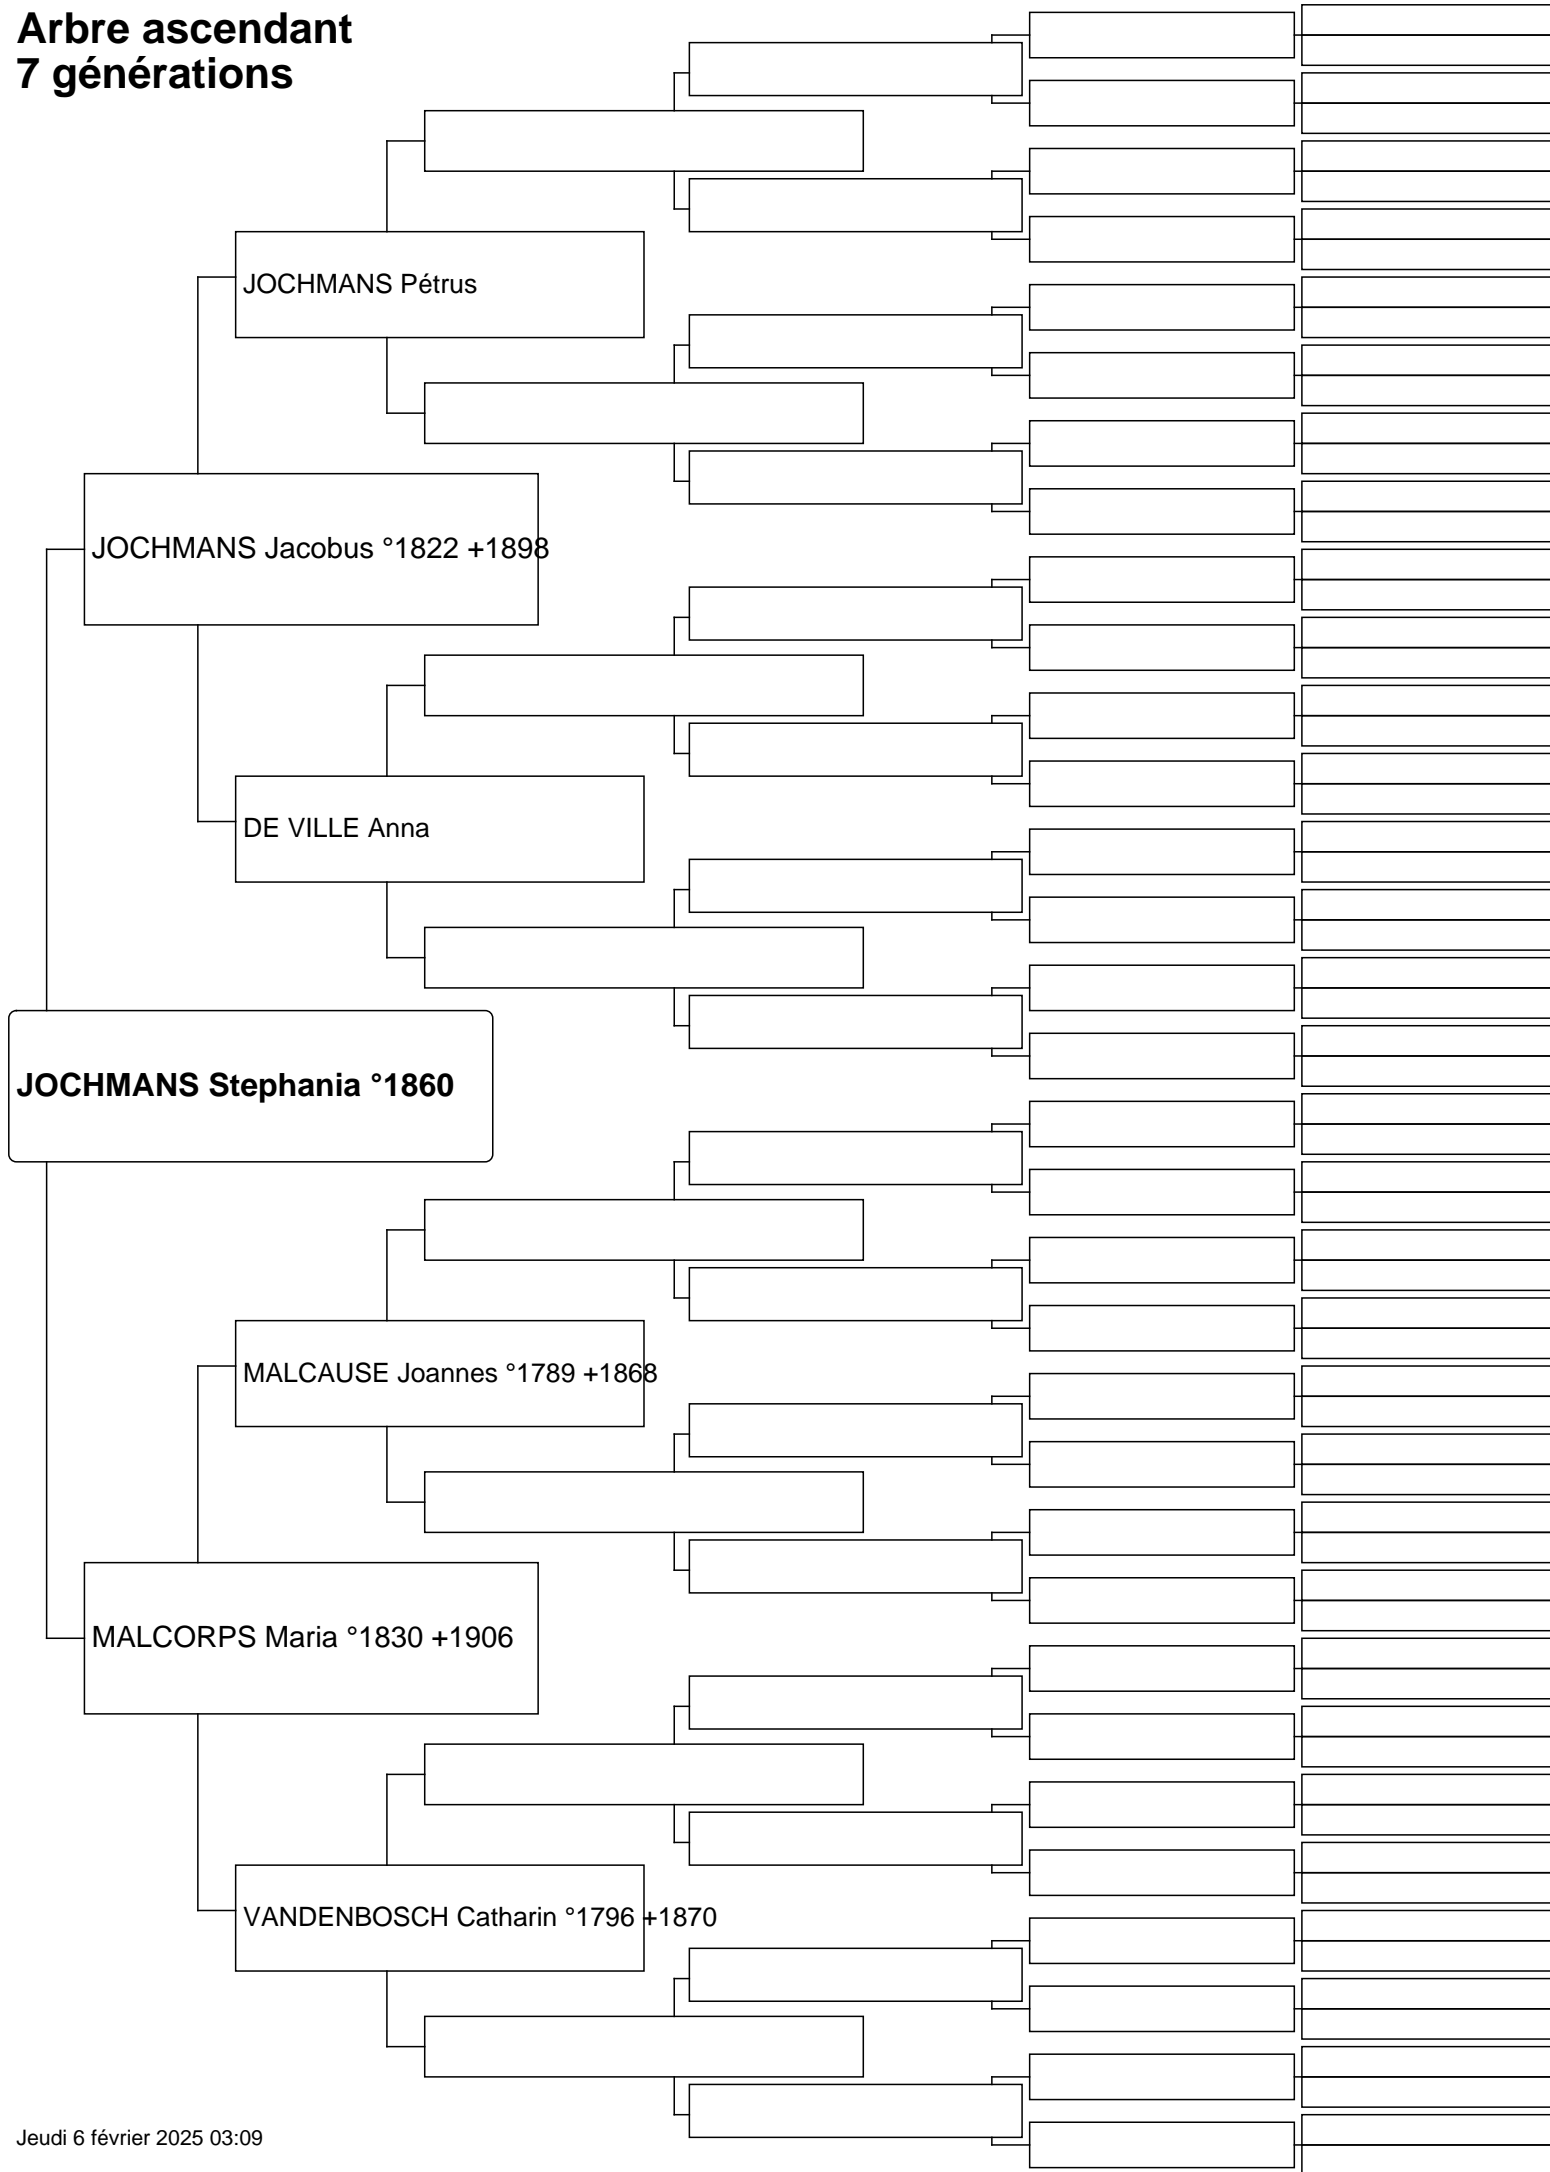 Arbre ascendant
7 générations
JOCHMANS Pétrus
JOCHMANS Jacobus °1822 +1898
DE VILLE Anna
JOCHMANS Stephania °1860
MALCAUSE Joannes °1789 +1868
MALCORPS Maria °1830 +1906
VANDENBOSCH Catharin °1796 +1870
Jeudi 6 février 2025 03:09